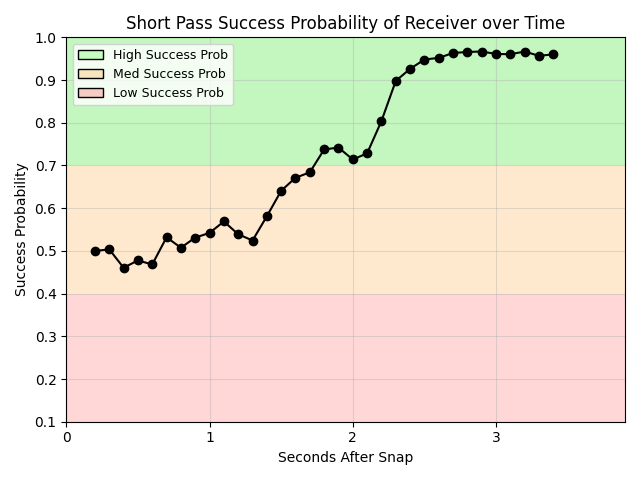 Short Pass Success Probability of Receiver over Time
1.0
High Success Prob
Med Success Prob
Low Success Prob
0.9
0.8
0.7
0.6
0.5
0.4
0.3
0.2
0.1
Success Probability
0 1 2 3
Seconds After Snap